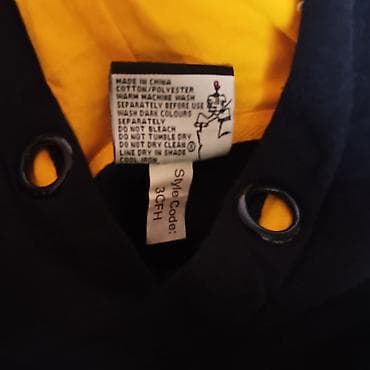 MADE IN CHINA
COTTON/POLYESTER
WARM MACHINE WASH
SEPARATELY BEFORE USE
WASH DARK COLOURS
SEPARATELY
DO NOT BLEACH
DO NOT TUMBLE DRY
DO NOT DRY CLEAN
LINE DRY IN SHADE
COOL IRON
Style Code:
3CFH